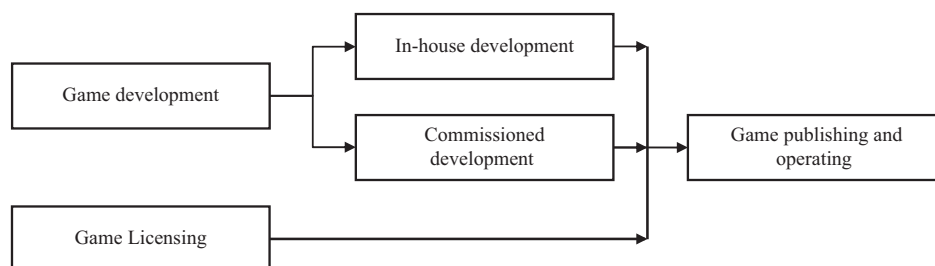 In-house development
Game development
Commissioned
development
Game publishing and
operating
Game Licensing